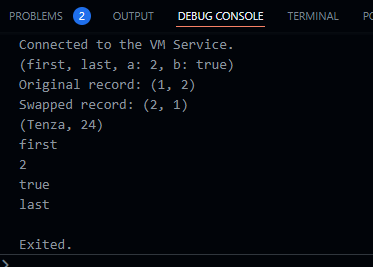 PROBLEMS 2 OUTPUT DEBUG CONSOLE TERMINAL PO
Connected to the VM Service.
(first, last, a: 2, b: true)
Original record: (1, 2)
Swapped record: (2, 1)
(Tenza, 24)
first
2
true
last
Exited.
>